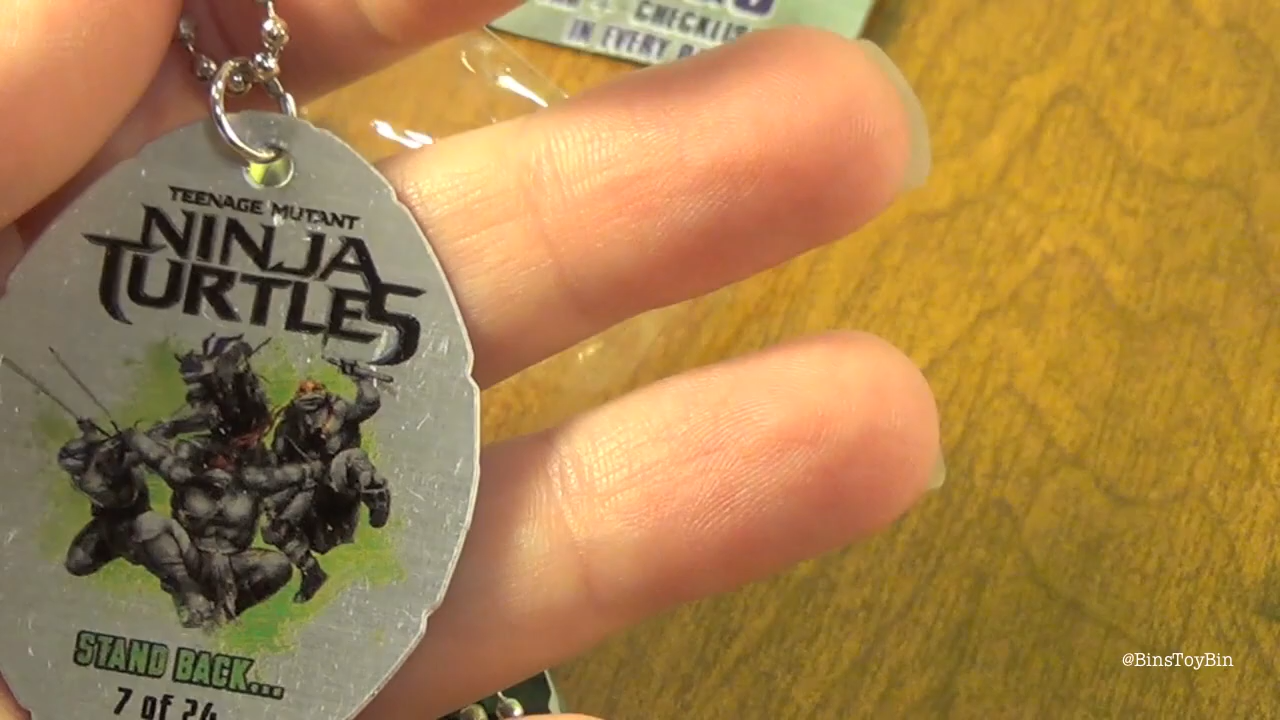 CHECKLIST
IN EVERY
TEENAGE MUTANT
NINJA
TURTLES
STAND BACK...
7 of 24
@BinsToyBin